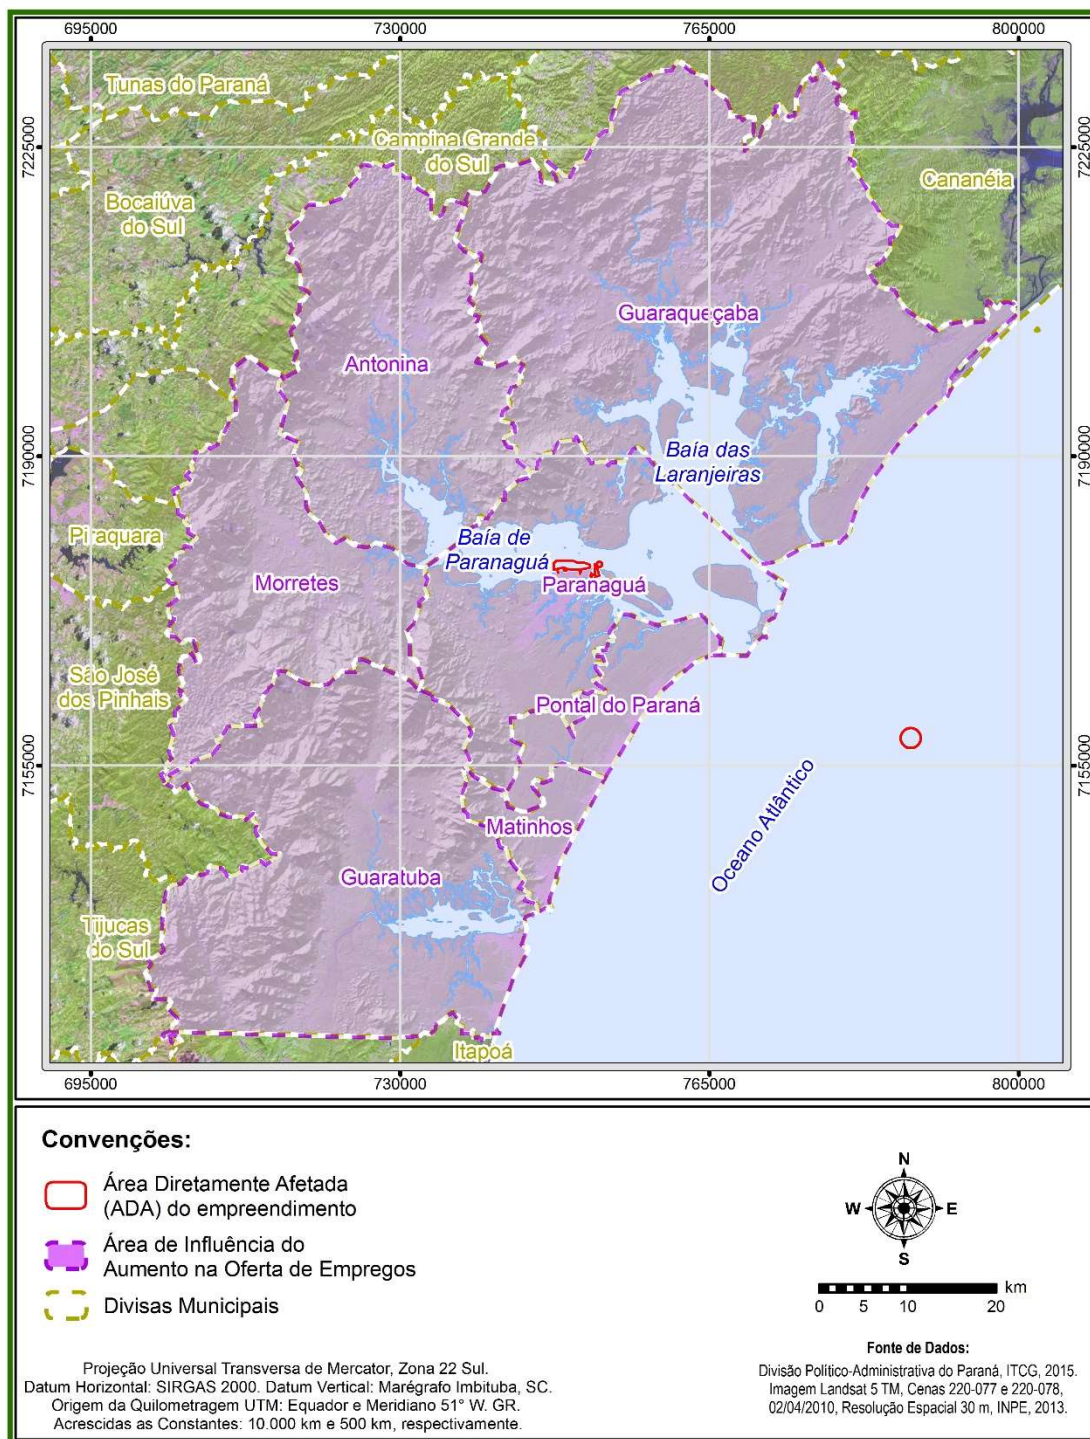 695000
730000
765000
800000
Tunas do Paraná
Campina Grande
do Sul
7225000
7225000
Cananéia
Bocaiúva
do Sul
Guaraqueçaba
Antonina
Baía das
Laranjeiras
7190000
7190000
Piraquara
Baía de
Paranaguá
Paranaguá
Morretes
São José
dos Pinhais
Pontal do Paraná
7155000
7155000
Oceano Atlântico
Matinhos
Guaratuba
Tijucas
do Sul
Itapoá
695000
730000
765000
800000
Convenções:
Área Diretamente Afetada
(ADA) do empreendimento
Área de Influência do
Aumento na Oferta de Empregos
Divisas Municipais
N
W
E
S
km
0 5 10 20
Projeção Universal Transversa de Mercator, Zona 22 Sul.
Datum Horizontal: SIRGAS 2000. Datum Vertical: Marégrafo Imbituba, SC.
Origem da Quilometragem UTM: Equador e Meridiano 51° W. GR.
Acrescidas as Constantes: 10.000 km e 500 km, respectivamente.
Fonte de Dados:
Divisão Político-Administrativa do Paraná, ITCG, 2015.
Imagem Landsat 5 TM, Cenas 220-077 e 220-078,
02/04/2010, Resolução Espacial 30 m, INPE, 2013.